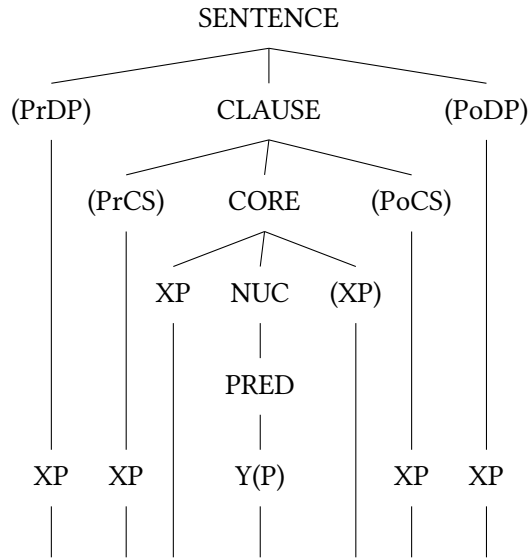 SENTENCE
(PrDP) CLAUSE (PoDP)
(PrCS) CORE (PoCS)
XP NUC (XP)
PRED
XP XP Y(P) XP XP